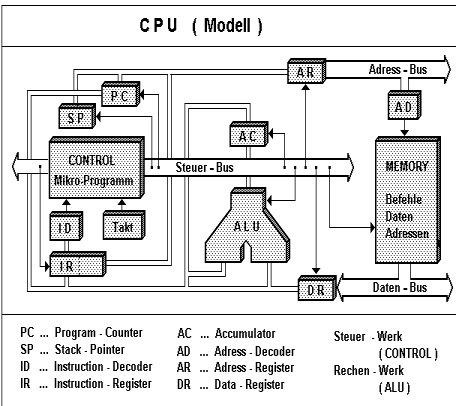 CPU ( Modell )
AR
Adress - Bus
PC
SP
AD
AC
CONTROL
Mikro-Programm
Steuer - Bus
MEMORY
Befehle
Daten
Adressen
ID
Takt
ALU
IR
DR
Daten - Bus
PC ... Program - Counter
SP ... Stack - Pointer
ID ... Instruction - Decoder
IR ... Instruction - Register
AC ... Accumulator
AD ... Adress - Decoder
AR ... Adress - Register
DR ... Data - Register
Steuer - Werk
( CONTROL )
Rechen - Werk
( ALU )